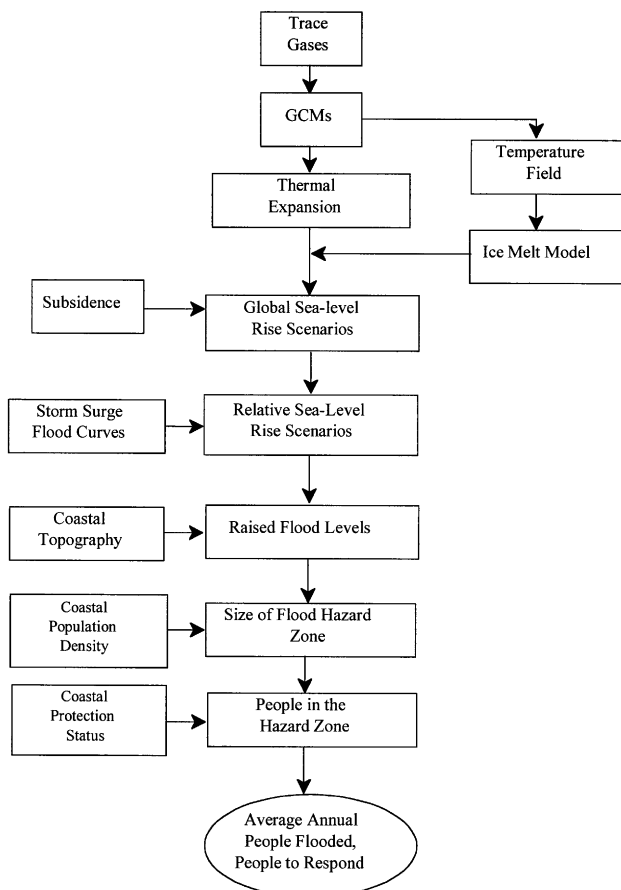 Trace
Gases
GCMs
Temperature
Field
Thermal
Expansion
Ice Melt Model
Subsidence
Global Sea-level
Rise Scenarios
Storm Surge
Flood Curves
Relative Sea-Level
Rise Scenarios
Coastal
Topography
Raised Flood Levels
Coastal
Population
Density
Size of Flood Hazard
Zone
Coastal
Protection
Status
People in the
Hazard Zone
Average Annual
People Flooded,
People to Respond